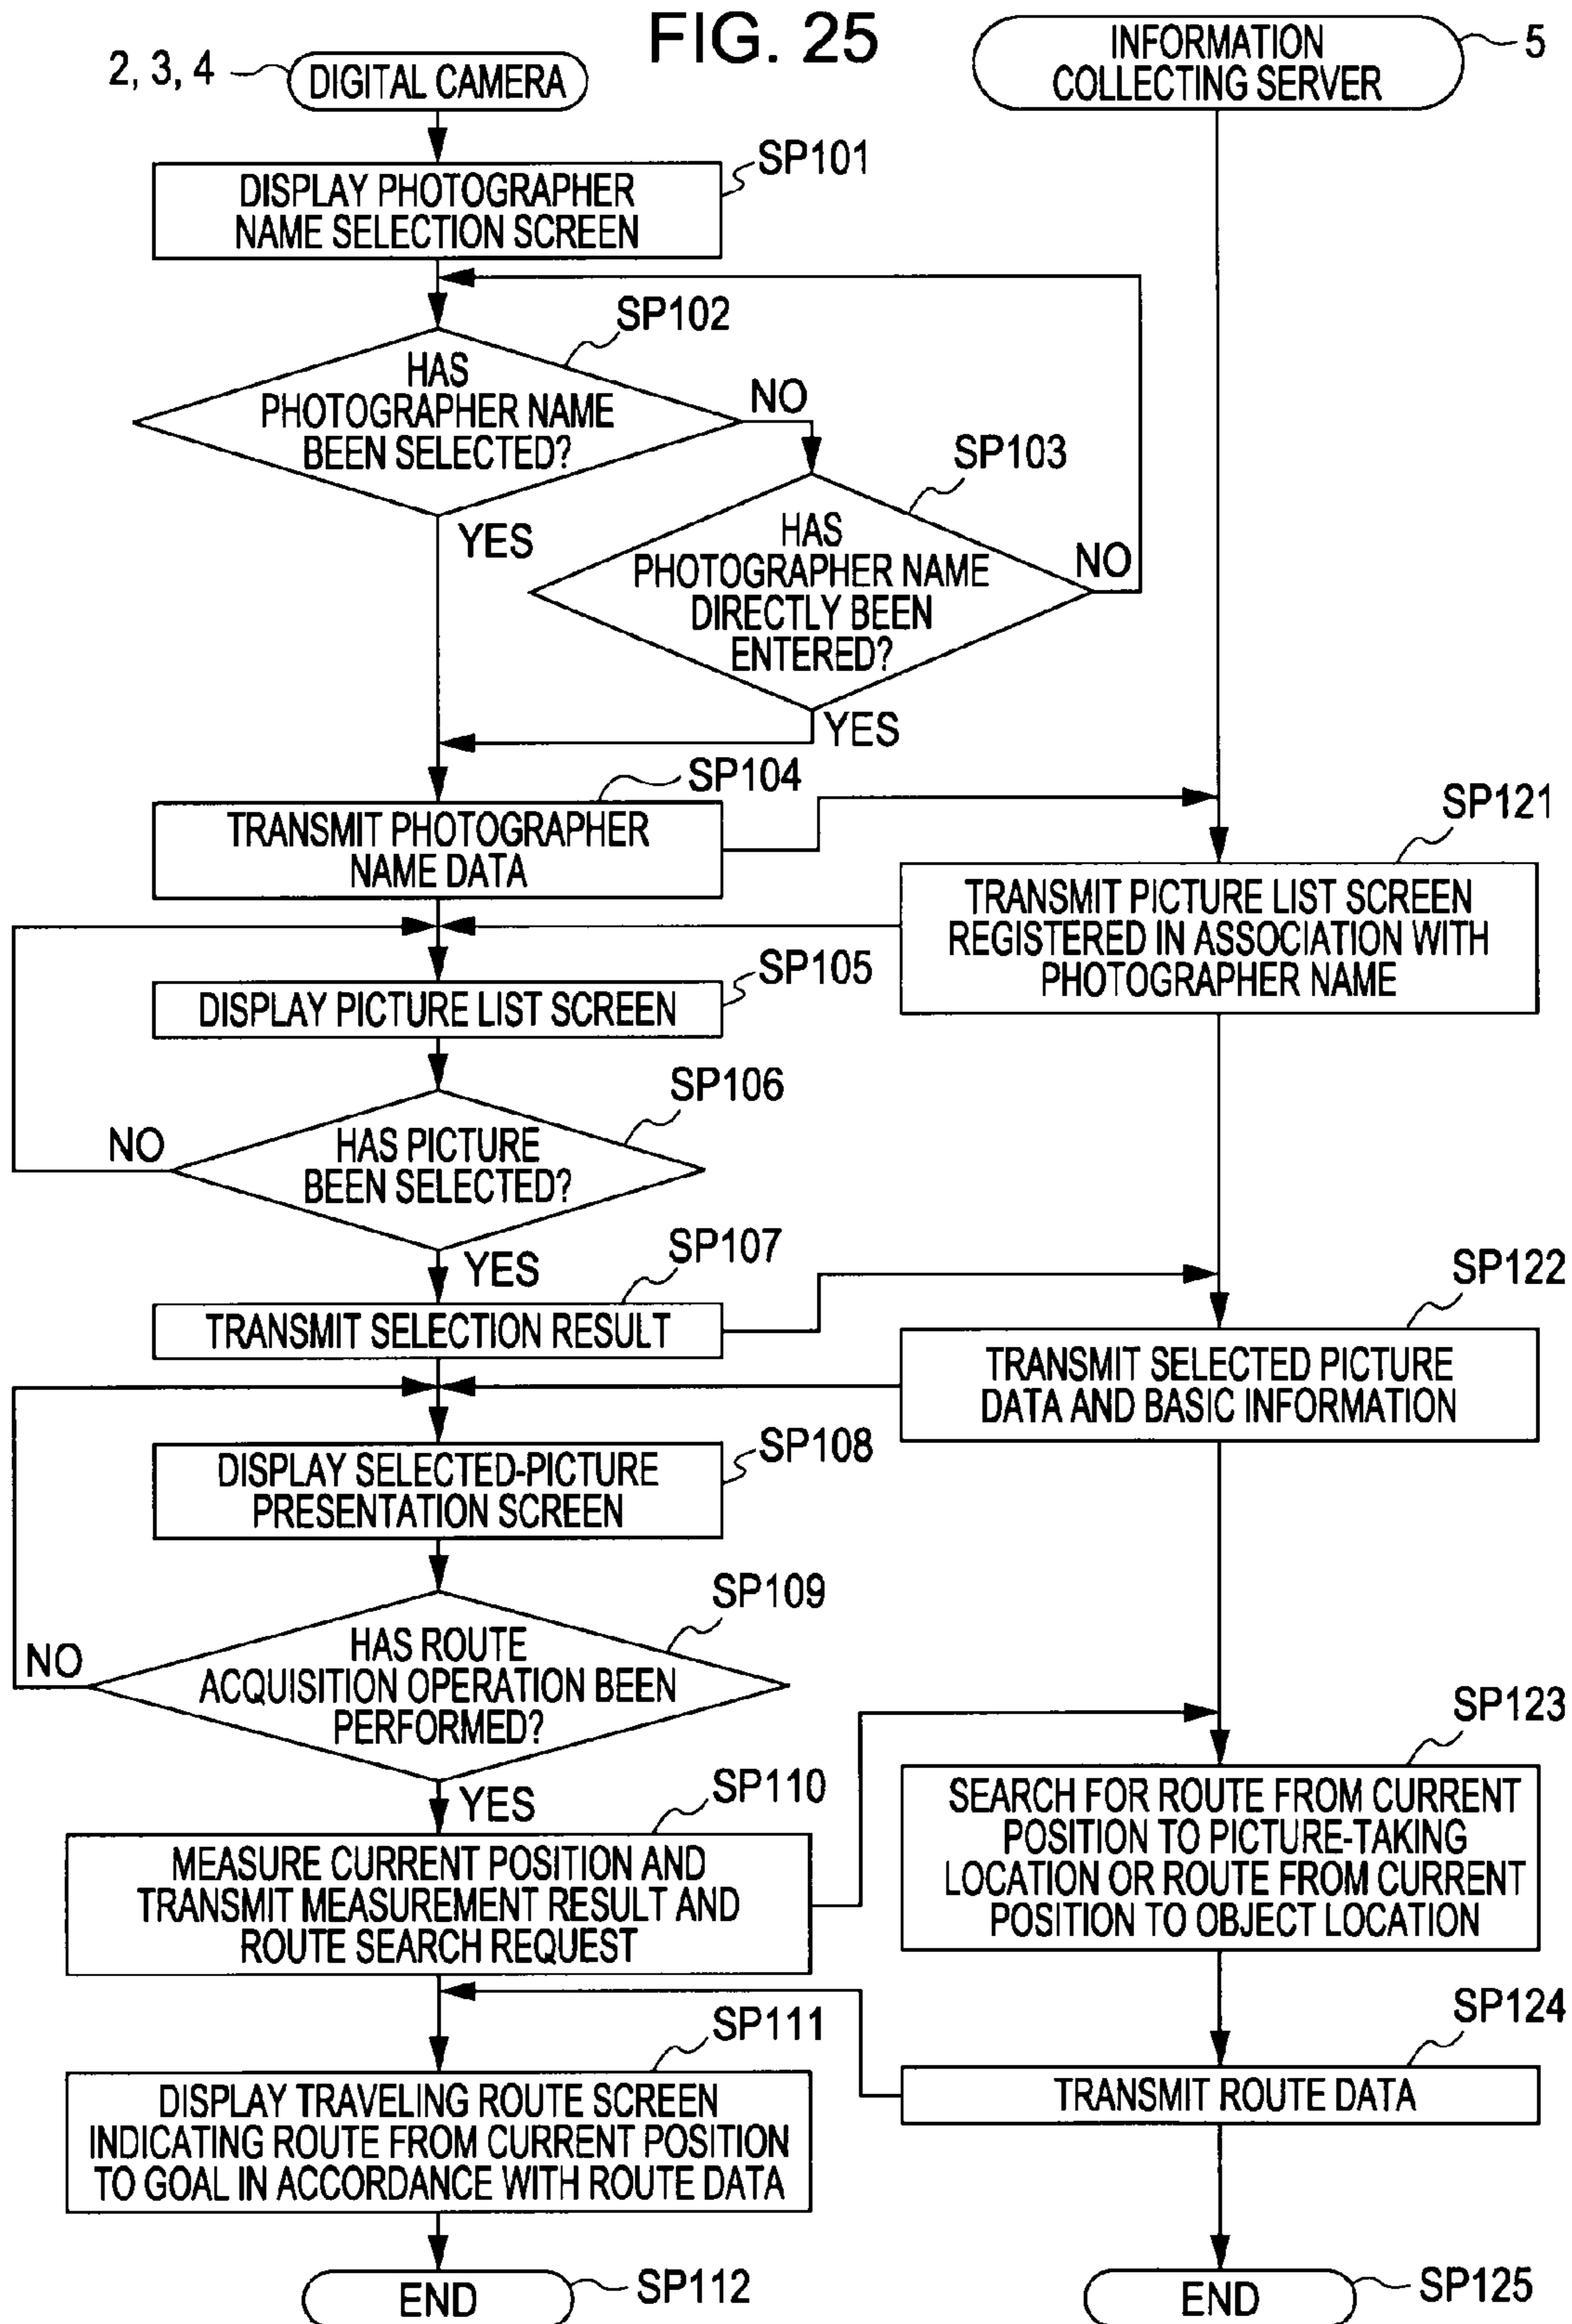 FIG. 25
2, 3, 4
DIGITAL CAMERA
INFORMATION
COLLECTING SERVER
5
SP101
DISPLAY PHOTOGRAPHER
NAME SELECTION SCREEN
SP102
HAS
PHOTOGRAPHER NAME
BEEN SELECTED?
NO
YES
SP103
HAS
PHOTOGRAPHER NAME
DIRECTLY BEEN
ENTERED?
NO
YES
SP104
TRANSMIT PHOTOGRAPHER
NAME DATA
SP121
TRANSMIT PICTURE LIST SCREEN
REGISTERED IN ASSOCIATION WITH
PHOTOGRAPHER NAME
SP105
DISPLAY PICTURE LIST SCREEN
SP106
NO
HAS PICTURE
BEEN SELECTED?
YES
SP107
TRANSMIT SELECTION RESULT
SP122
TRANSMIT SELECTED PICTURE
DATA AND BASIC INFORMATION
SP108
DISPLAY SELECTED-PICTURE
PRESENTATION SCREEN
SP109
NO
HAS ROUTE
ACQUISITION OPERATION BEEN
PERFORMED?
YES
SP110
MEASURE CURRENT POSITION AND
TRANSMIT MEASUREMENT RESULT AND
ROUTE SEARCH REQUEST
SP123
SEARCH FOR ROUTE FROM CURRENT
POSITION TO PICTURE-TAKING
LOCATION OR ROUTE FROM CURRENT
POSITION TO OBJECT LOCATION
SP111
DISPLAY TRAVELING ROUTE SCREEN
INDICATING ROUTE FROM CURRENT POSITION
TO GOAL IN ACCORDANCE WITH ROUTE DATA
SP124
TRANSMIT ROUTE DATA
END
SP112
END
SP125